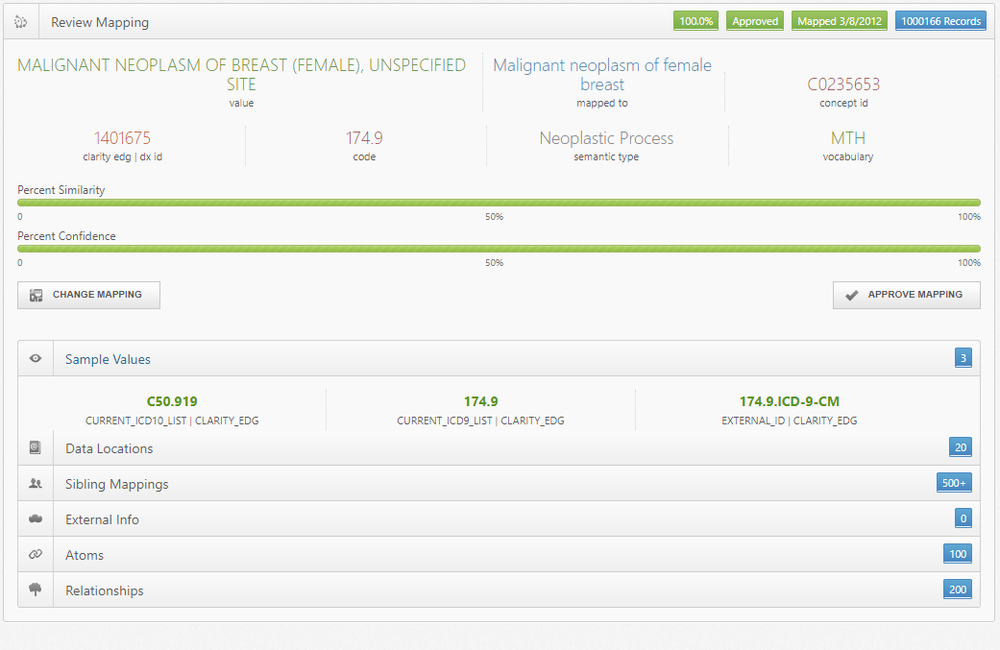 Review Mapping
100.0% Approved Mapped 3/8/2012 1000166 Records
MALIGNANT NEOPLASM OF BREAST (FEMALE), UNSPECIFIED
SITE
value
Malignant neoplasm of female
breast
mapped to
C0235653
concept id
1401675
clarity edg | dx id
174.9
code
Neoplastic Process
semantic type
MTH
vocabulary
Percent Similarity
0 50% 100%
Percent Confidence
0 50% 100%
CHANGE MAPPING APPROVE MAPPING
Sample Values 3
C50.919 174.9 174.9.ICD-9-CM
CURRENT_ICD10_LIST | CLARITY_EDG CURRENT_ICD9_LIST | CLARITY_EDG EXTERNAL_ID | CLARITY_EDG
Data Locations 20
Sibling Mappings 500+
External Info 0
Atoms 100
Relationships 200